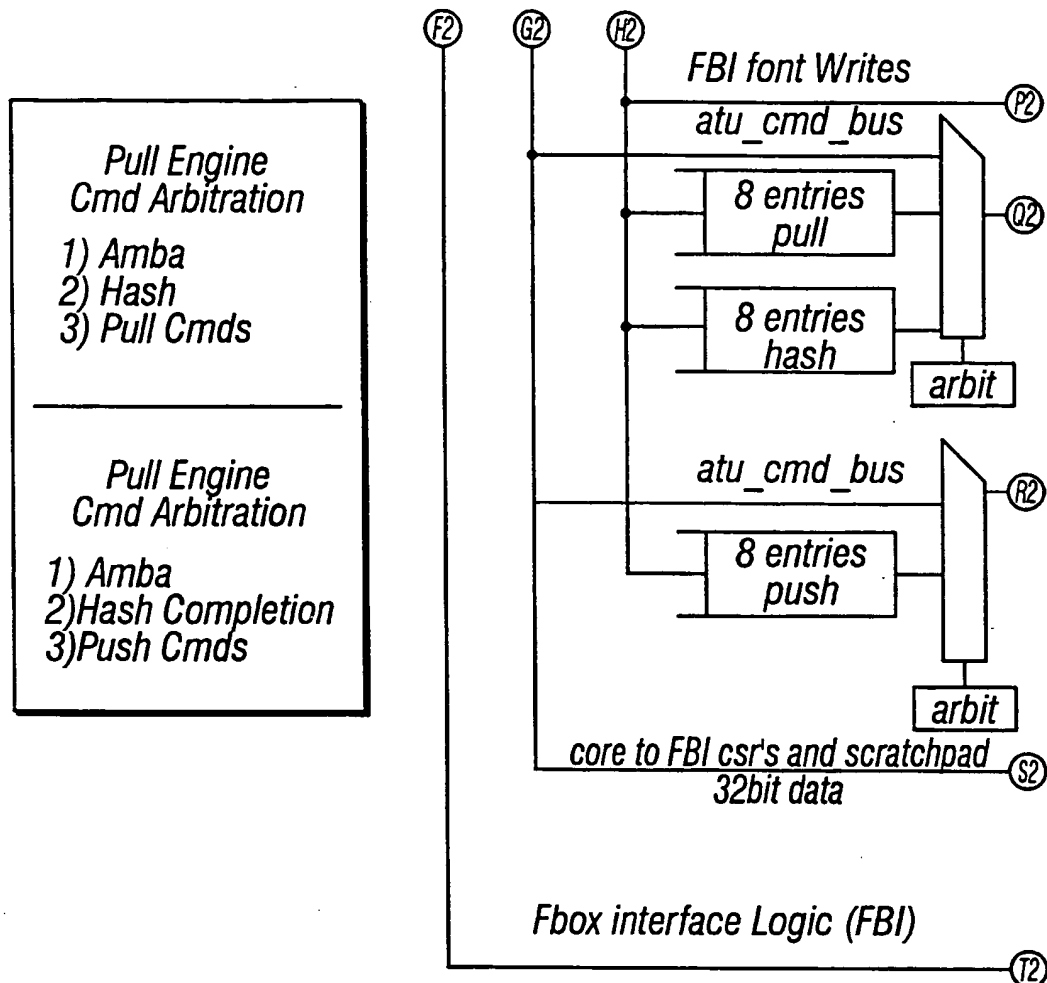 F2 G2 H2
FBI font Writes
P2
atu_cmd_bus
8 entries
pull
Q2
8 entries
hash
arbit
Pull Engine
Cmd Arbitration
1) Amba
2) Hash
3) Pull Cmds
Pull Engine
Cmd Arbitration
1) Amba
2)Hash Completion
3)Push Cmds
atu_cmd_bus
R2
8 entries
push
arbit
core to FBI csr's and scratchpad
S2
32bit data
Fbox interface Logic (FBI)
T2